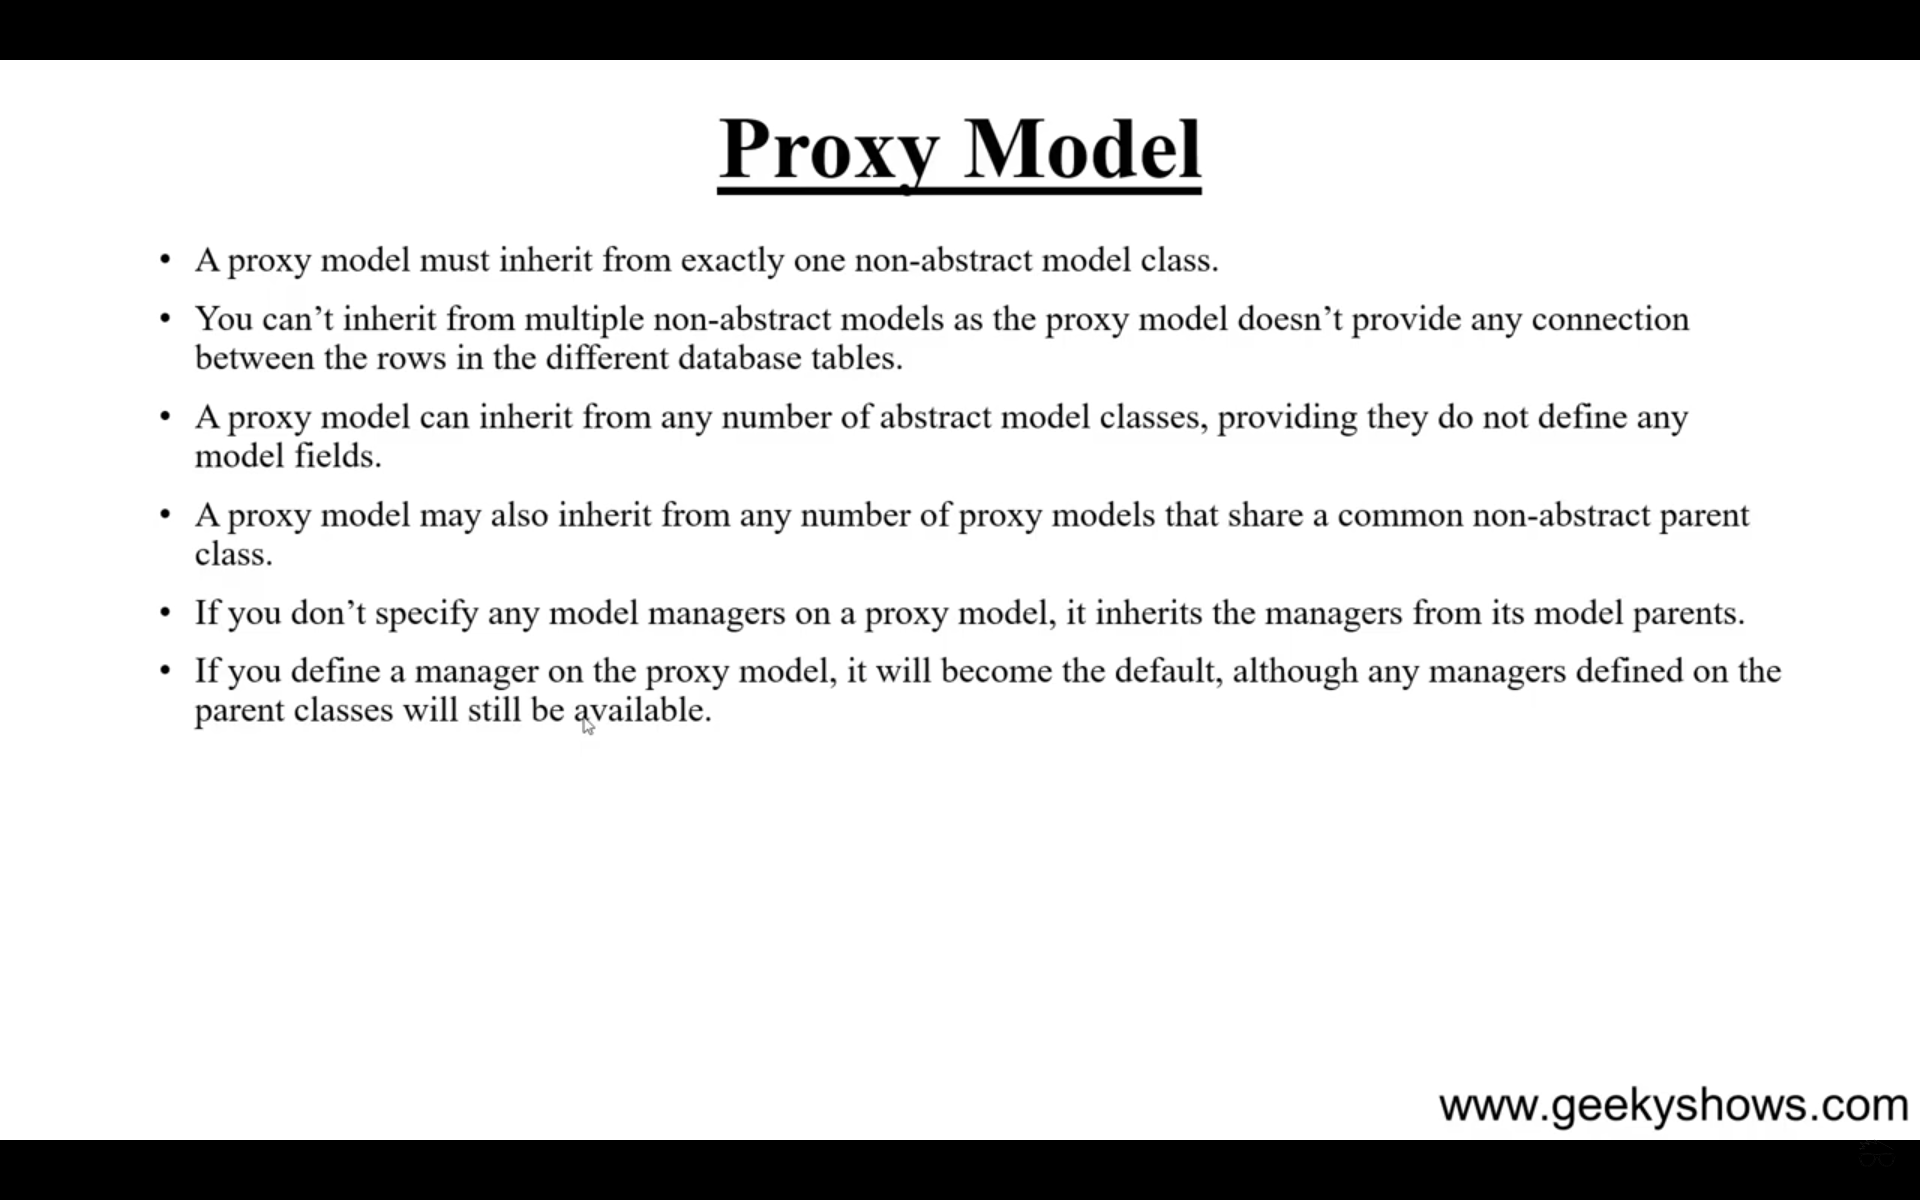 Proxy Model
• A proxy model must inherit from exactly one non-abstract model class.
• You can’t inherit from multiple non-abstract models as the proxy model doesn’t provide any connection
between the rows in the different database tables.
• A proxy model can inherit from any number of abstract model classes, providing they do not define any
model fields.
• A proxy model may also inherit from any number of proxy models that share a common non-abstract parent
class.
• If you don’t specify any model managers on a proxy model, it inherits the managers from its model parents.
• If you define a manager on the proxy model, it will become the default, although any managers defined on the
parent classes will still be available.
www.geekyshows.com